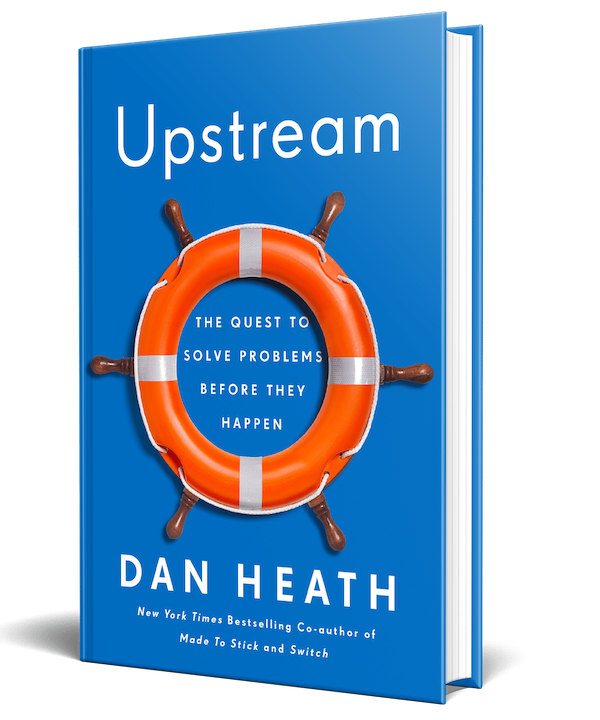 Upstream
THE QUEST TO
SOLVE PROBLEMS
BEFORE THEY
HAPPEN
DAN HEATH
New York Times Bestselling Co-author of
Made To Stick and Switch